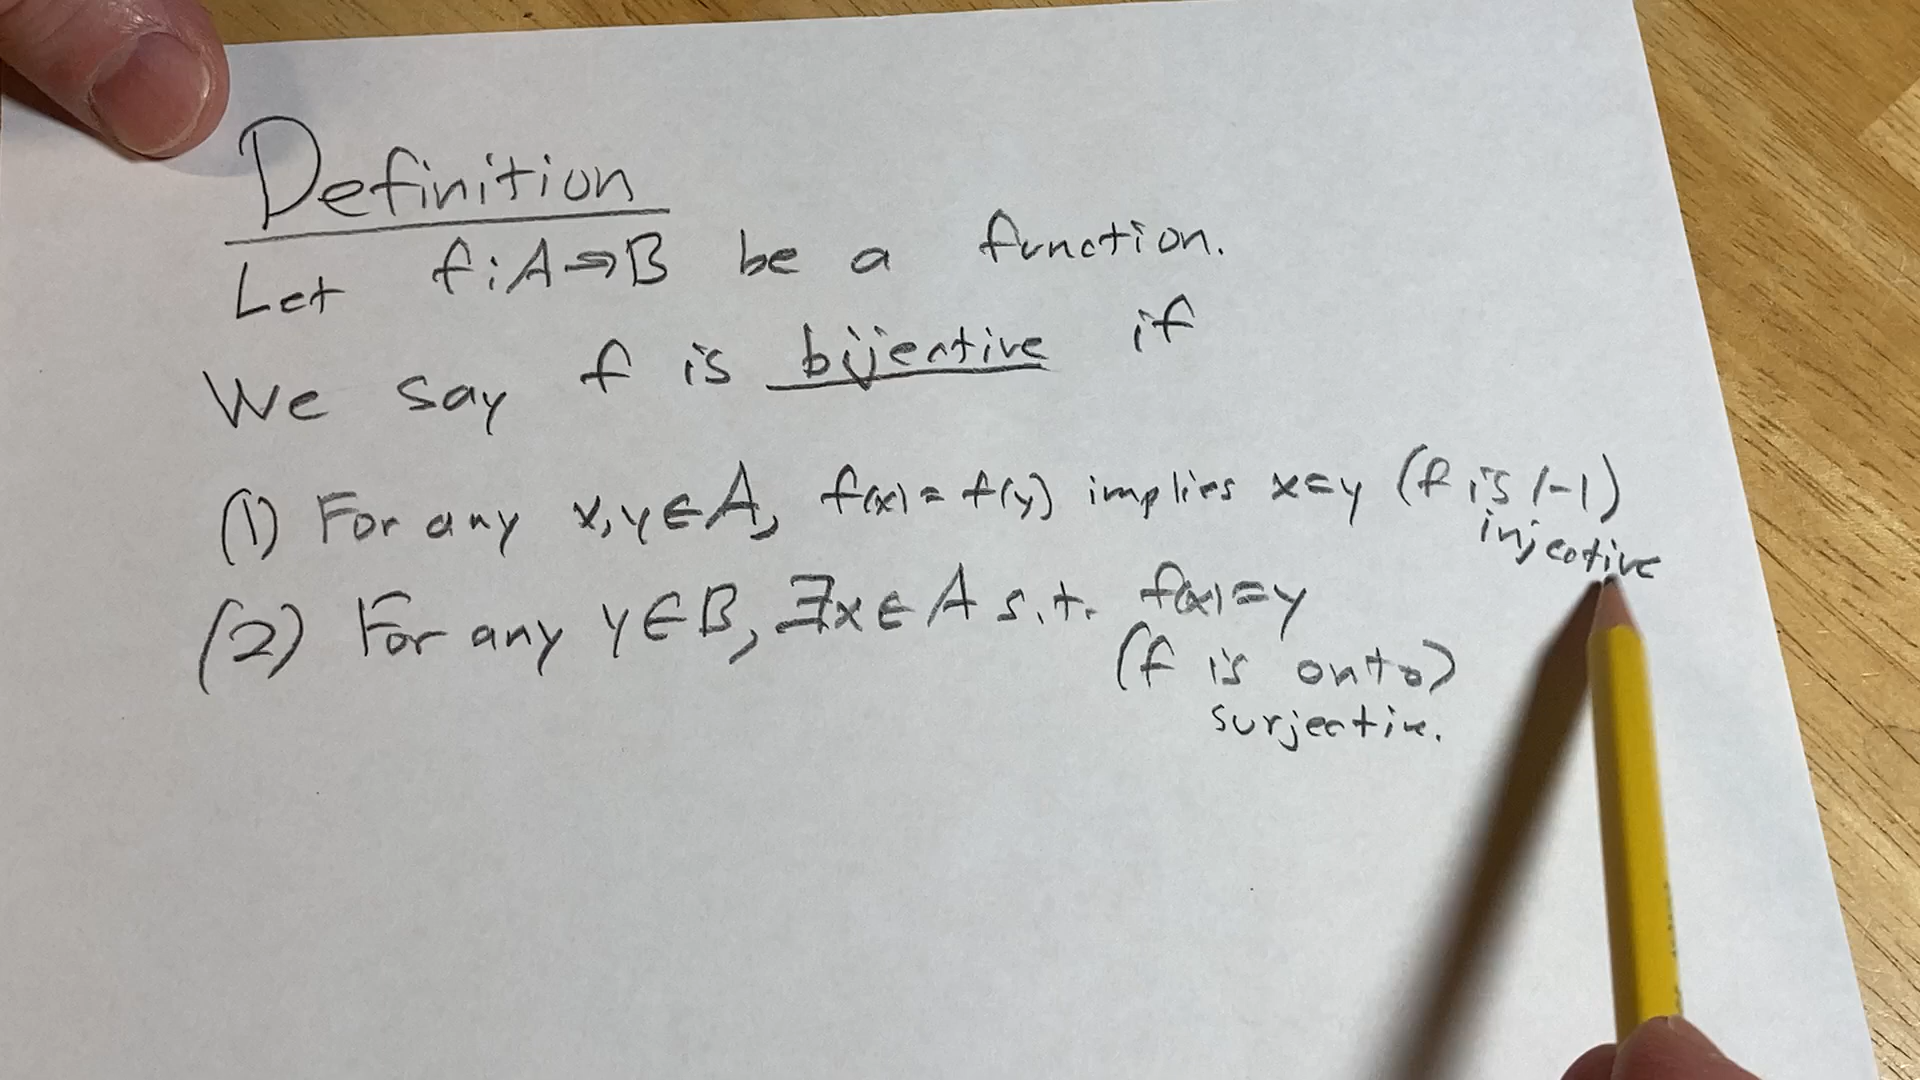 Definition
Let f:A→B be a function.
We say f is bijective if
(1) For any x,y∈A, f(x)=f(y) implies x=y (f is 1-1)
injective
(2) For any y∈B, ∃x∈A s.t. f(x)=y
(f is onto)
surjective.